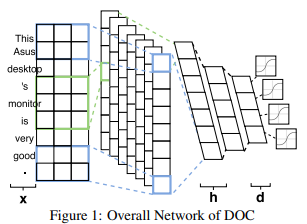 This
Asus
desktop
's
monitor
is
very
good
.
x
h
d
Figure 1: Overall Network of DOC